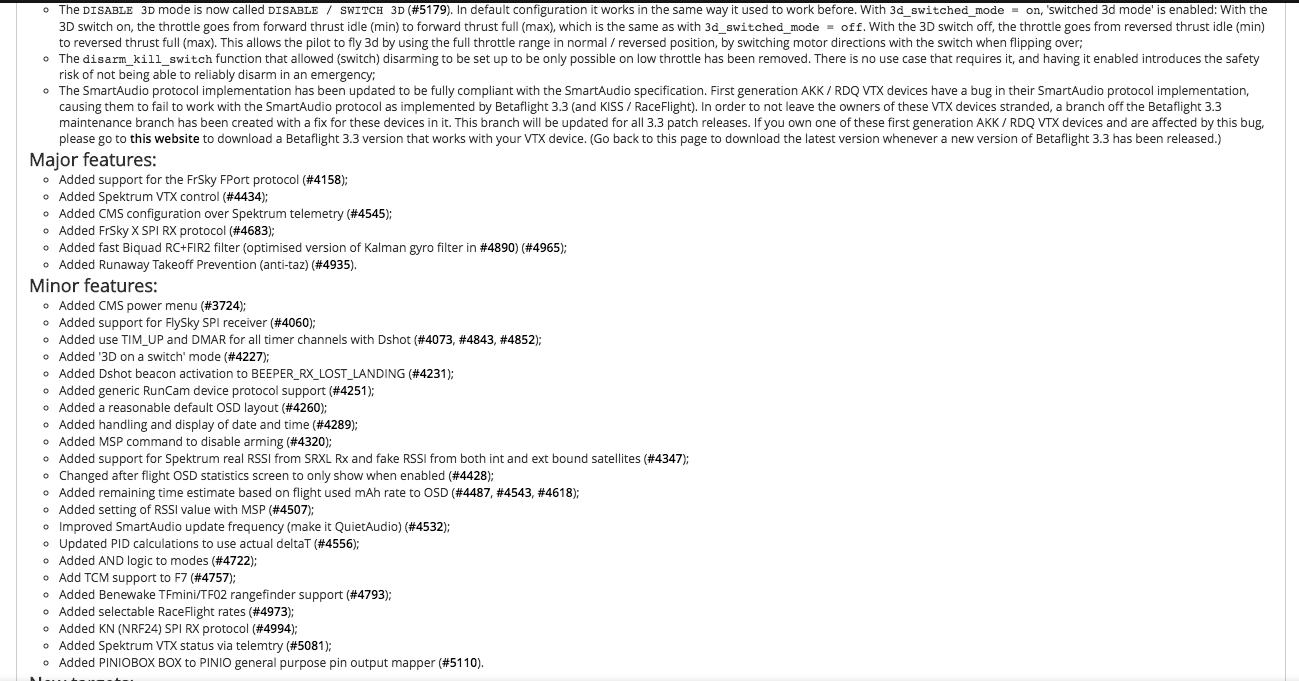 The DISABLE 3D mode is now called DISABLE / SWITCH 3D (#5179). In default configuration it works in the same way it used to work before. With 3d_switched_mode = on, 'switched 3d mode' is enabled: With the
3D switch on, the throttle goes from forward thrust idle (min) to forward thrust full (max), which is the same as with 3d_switched_mode = off. With the 3D switch off, the throttle goes from reversed thrust idle (min)
to reversed thrust full (max). This allows the pilot to fly 3d by using the full throttle range in normal / reversed position, by switching motor directions with the switch when flipping over;
The disarm_kill_switch function that allowed (switch) disarming to be set up to be only possible on low throttle has been removed. There is no use case that requires it, and having it enabled introduces the safety
risk of not being able to reliably disarm in an emergency;
The SmartAudio protocol implementation has been updated to be fully compliant with the SmartAudio specification. First generation AKK / RDQ VTX devices have a bug in their SmartAudio protocol implementation,
causing them to fail to work with the SmartAudio protocol as implemented by Betaflight 3.3 (and KISS / RaceFlight). In order to not leave the owners of these VTX devices stranded, a branch off the Betaflight 3.3
maintenance branch has been created with a fix for these devices in it. This branch will be updated for all 3.3 patch releases. If you own one of these first generation AKK / RDQ VTX devices and are affected by this bug,
please go to this website to download a Betaflight 3.3 version that works with your VTX device. (Go back to this page to download the latest version whenever a new version of Betaflight 3.3 has been released.)
Major features:
Added support for the FrSky FPort protocol (#4158);
Added Spektrum VTX control (#4434);
Added CMS configuration over Spektrum telemetry (#4545);
Added FrSky X SPI RX protocol (#4683);
Added fast Biquad RC+FIR2 filter (optimised version of Kalman gyro filter in #4890) (#4965);
Added Runaway Takeoff Prevention (anti-taz) (#4935).
Minor features:
Added CMS power menu (#3724);
Added support for FlySky SPI receiver (#4060);
Added use TIM_UP and DMAR for all timer channels with Dshot (#4073, #4843, #4852);
Added '3D on a switch' mode (#4227);
Added Dshot beacon activation to BEEPER_RX_LOST_LANDING (#4231);
Added generic RunCam device protocol support (#4251);
Added a reasonable default OSD layout (#4260);
Added handling and display of date and time (#4289);
Added MSP command to disable arming (#4320);
Added support for Spektrum real RSSI from SRXL Rx and fake RSSI from both int and ext bound satellites (#4347);
Changed after flight OSD statistics screen to only show when enabled (#4428);
Added remaining time estimate based on flight used mAh rate to OSD (#4487, #4543, #4618);
Added setting of RSSI value with MSP (#4507);
Improved SmartAudio update frequency (make it QuietAudio) (#4532);
Updated PID calculations to use actual deltaT (#4556);
Added AND logic to modes (#4722);
Add TCM support to F7 (#4757);
Added Benewake TFmini/TF02 rangefinder support (#4793);
Added selectable RaceFlight rates (#4973);
Added KN (NRF24) SPI RX protocol (#4994);
Added Spektrum VTX status via telemtry (#5081);
Added PINIOBOX BOX to PINIO general purpose pin output mapper (#5110).
New targets: